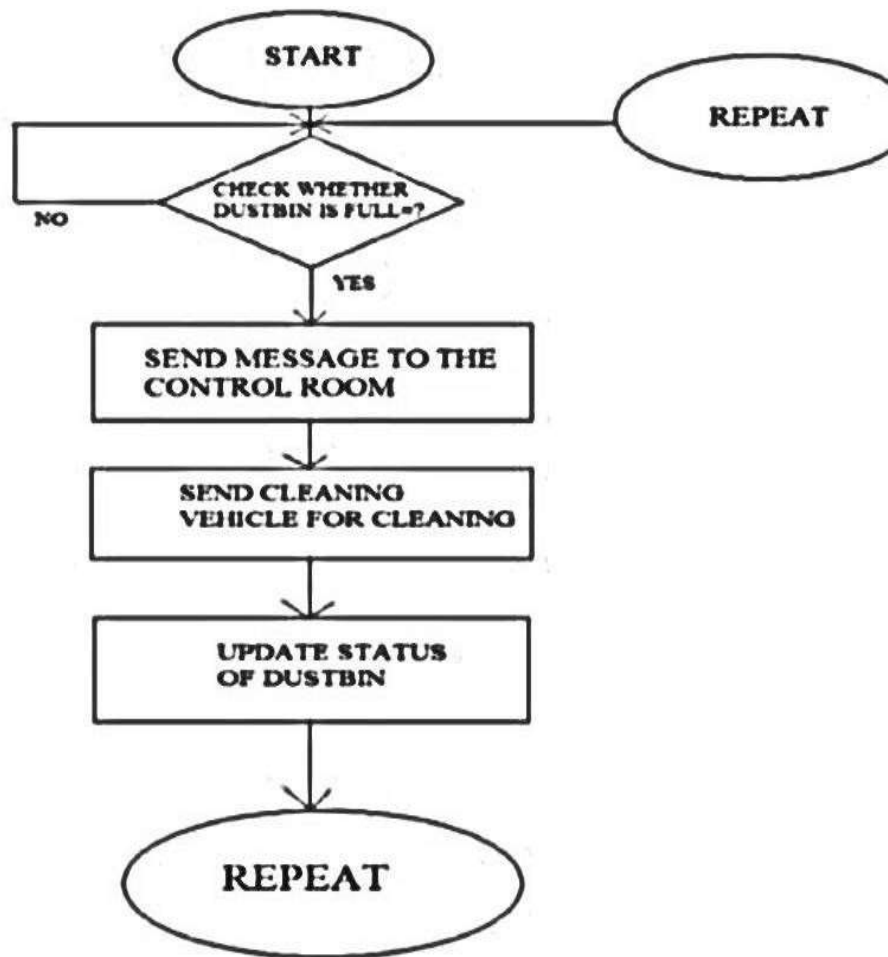 START
REPEAT
CHECK WHETHER
DUSTBIN IS FULL=?
NO
YES
SEND MESSAGE TO THE
CONTROL ROOM
SEND CLEANING
VEHICLE FOR CLEANING
UPDATE STATUS
OF DUSTBIN
REPEAT